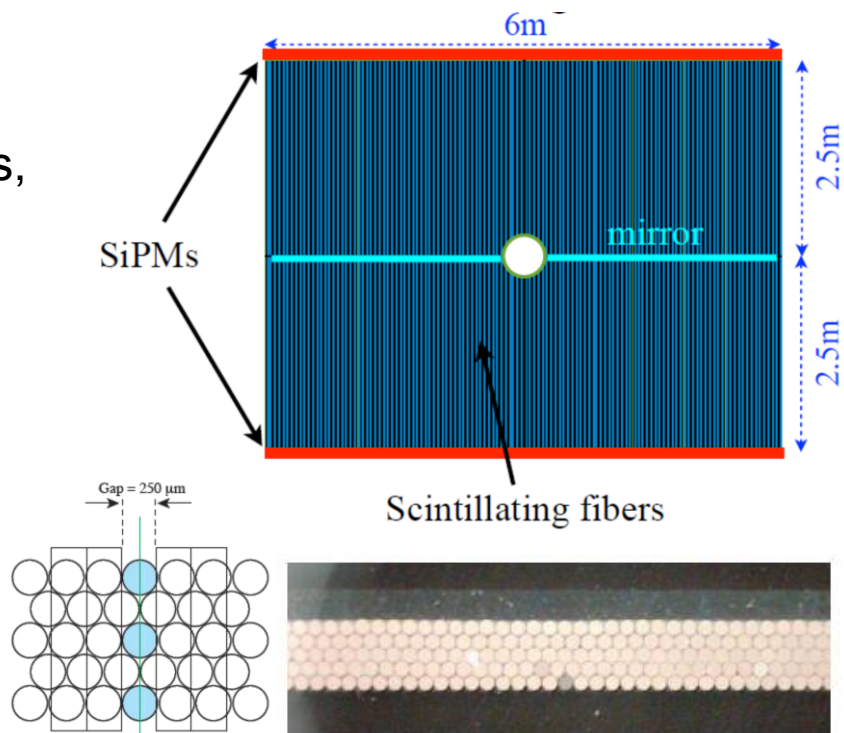 6m
s,
2.5m
SiPMs
mirror
2.5m
Gap = 250 μm
Scintillating fibers